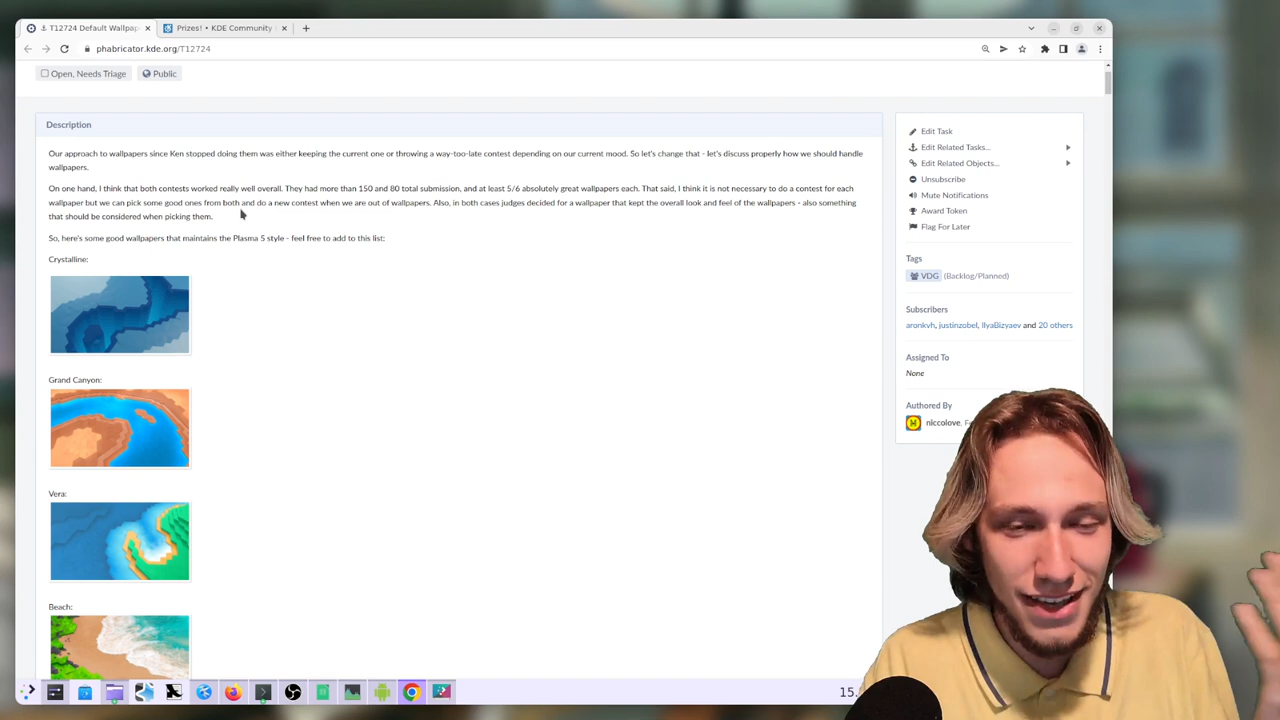 T12724 Default Wallpap
Prizes! • KDE Community
phabricator.kde.org/T12724
Open, Needs Triage
Public
Description
Our approach to wallpapers since Ken stopped doing them was either keeping the current one or throwing a way-too-late contest depending on our current mood. So let's change that - let's discuss properly how we should handle
wallpapers.
On one hand, I think that both contests worked really well overall. They had more than 150 and 80 total submission, and at least 5/6 absolutely great wallpapers each. That said, I think it is not necessary to do a contest for each
wallpaper but we can pick some good ones from both and do a new contest when we are out of wallpapers. Also, in both cases judges decided for a wallpaper that kept the overall look and feel of the wallpapers - also something
that should be considered when picking them.
So, here's some good wallpapers that maintains the Plasma 5 style - feel free to add to this list:
Crystalline:
Grand Canyon:
Vera:
Beach:
Edit Task
Edit Related Tasks...
Edit Related Objects...
Unsubscribe
Mute Notifications
Award Token
Flag For Later
Tags
VDG (Backlog/Planned)
Subscribers
aronkvh, justinzobel, IlyaBizyaev and 20 others
Assigned To
None
Authored By
niccolove,
15.